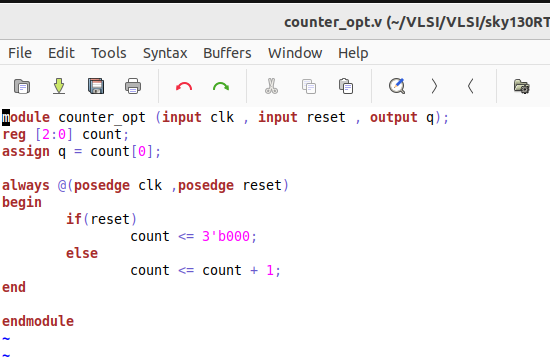 counter_opt.v (~/VLSI/VLSI/sky130RT
File Edit Tools Syntax Buffers Window Help
module counter_opt (input clk , input reset , output q);
reg [2:0] count;
assign q = count[0];
always @(posedge clk ,posedge reset)
begin
        if(reset)
                count <= 3'b000;
        else
                count <= count + 1;
end
endmodule
~
~